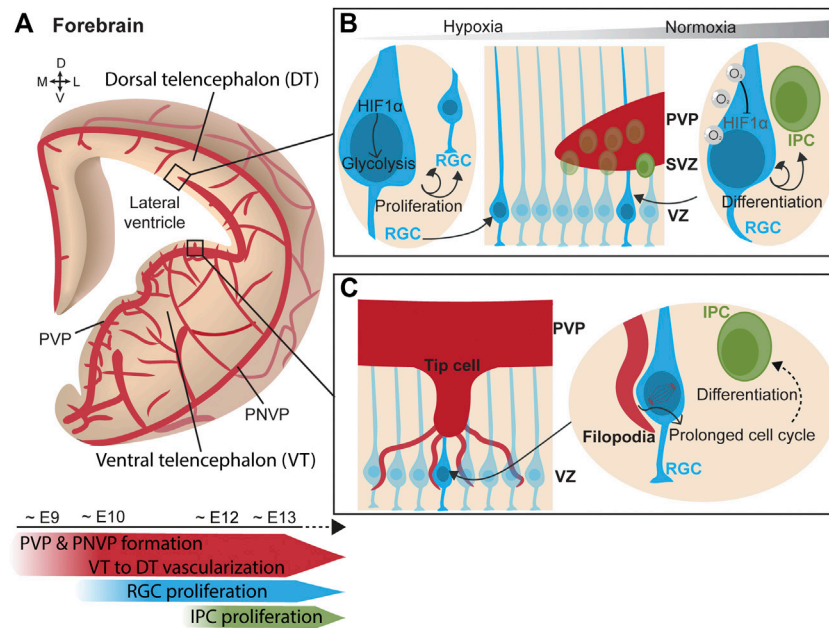 A Forebrain
D
M L
V
Dorsal telencephalon (DT)
Lateral
ventricle
PVP
PNVP
Ventral telencephalon (VT)
~ E9 ~ E10 ~ E12 ~ E13
PVP & PNVP formation
VT to DT vascularization
RGC proliferation
IPC proliferation
B Hypoxia Normoxia
HIF1α
Glycolysis
RGC
Proliferation
RGC
PVP
SVZ
VZ
O₂
O₂
O₂
HIF1α
IPC
Differentiation
RGC
C
PVP
Tip cell
VZ
IPC
Differentiation
Filopodia
Prolonged cell cycle
RGC